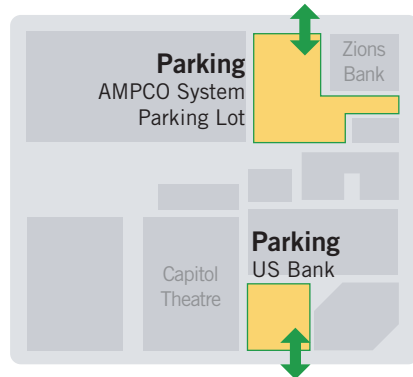 Parking
AMPCO System
Parking Lot
Zions
Bank
Parking
US Bank
Capitol
Theatre